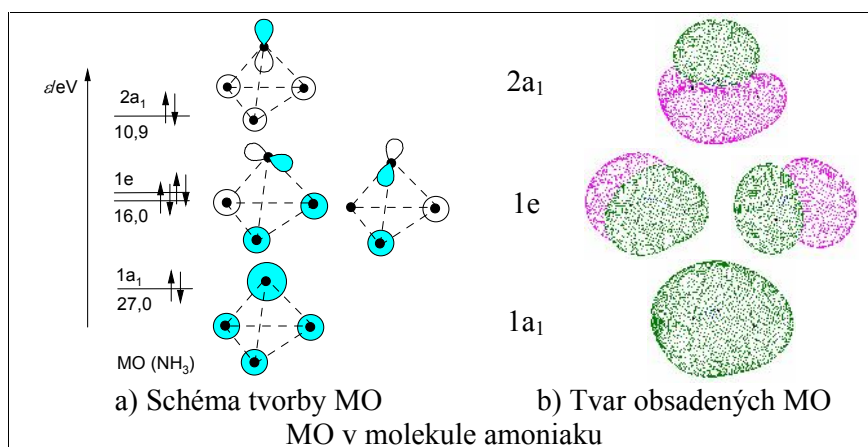 ε/eV
2a₁
10,9
1e
16,0
1a₁
27,0
MO (NH₃)
a) Schéma tvorby MO
2a₁
1e
1a₁
b) Tvar obsadených MO
MO v molekule amoniaku